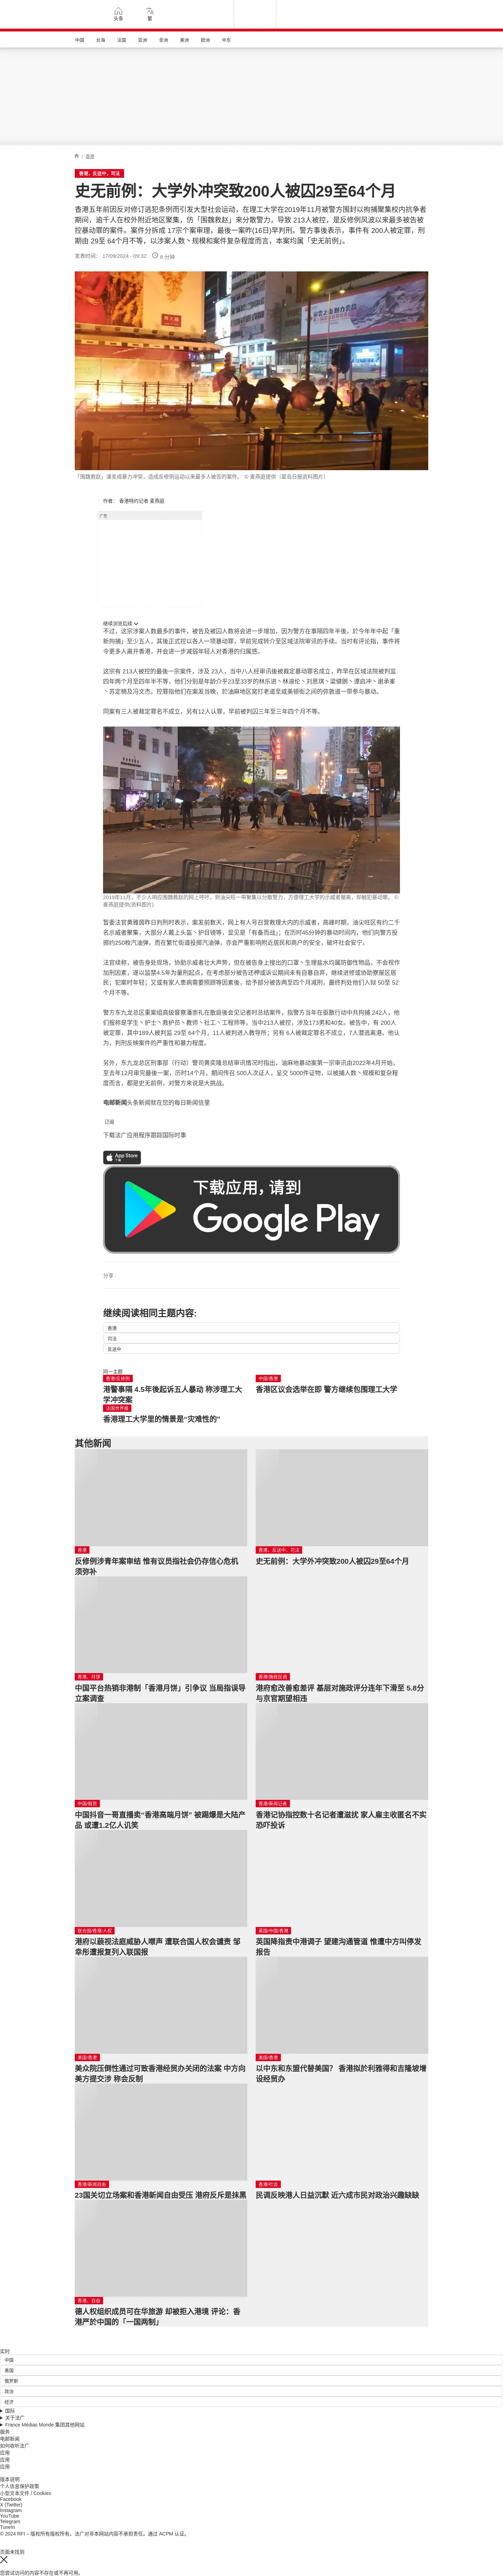 头条
繁
中国
台海
法国
亚洲
非洲
美洲
欧洲
中东
/ 香港
香港，反送中，司法
史无前例：大学外冲突致200人被囚29至64个月
香港五年前因反对修订逃犯条例而引发大型社会运动，在理工大学在2019年11月被警方围封以拘捕聚集校内抗争者期间，逾千人在校外附近地区聚集，仿「围魏救赵」来分散警力，导致 213人被控，是反修例风波以来最多被告被控暴动罪的案件。案件分拆成 17宗个案审理，最後一案昨(16日)早判刑。警方事後表示，事件有 200人被定罪，刑期由 29至 64个月不等，以涉案人数丶规模和案件复杂程度而言，本案均属「史无前例」。
发表时间： 17/09/2024 - 09:32 8 分钟
「围魏救赵」演变成暴力冲突，造成反修例运动以来最多人被告的案件。 © 麦燕庭提供（星岛日报资料图片）
作者： 香港特约记者 麦燕庭
广告
继续浏览后续
不过，这宗涉案人数最多的事件，被告及被囚人数将会进一步增加，因为警方在事隔四年半後，於今年年中起「重新拘捕」，至少五人，其後正式控以各人一项暴动罪，早前完成转介至区域法院审讯的手续。当时有评论指，事件将令更多人离开香港，并会进一步减弱年轻人对香港的归属感。
这宗有 213人被控的最後一宗案件，涉及 23人，当中八人经审讯後被裁定暴动罪名成立，昨早在区域法院被判监四年两个月至四年半不等，他们分别是年龄介乎23至33岁的林乐进丶林迪伦丶刘恩琪丶梁健朗丶谭启冲丶谢承峯丶苏定楠及冯文杰。控罪指他们在案发当晚，於油麻地区窝打老道至咸美顿街之间的弥敦道一带参与暴动。
同案有三人被裁定罪名不成立，另有12人认罪，早前被判囚三年至三年四个月不等。
2019年11月，不少人响应围魏救赵的网上呼吁，到油尖旺一带聚集以分散警力，方便理工大学的示威者撤离，却触犯暴动罪。 © 麦燕庭提供(资料图片)
暂委法官黄雅茵昨日判刑时表示，案发前数天，网上有人号召营救理大内的示威者，高峰时期，油尖旺区有约二千名示威者聚集，大部分人戴上头盔丶护目镜等，显见是「有备而战」；在历时45分钟的暴动时间内，他们向警方投掷约250枚汽油弹，而在繁忙街道投掷汽油弹，亦会严重影响附近居民和商户的安全，破坏社会安宁。
法官续称，被告身处现场，协助示威者壮大声势，但在被告身上搜出的口罩丶生理盐水均属防御性物品，不会视作加刑因素，遂以监禁4.5年为量刑起点，在考虑部分被告还押或诉讼期间未有自暴自弃，继续进修或协助寮屋区居民；犯案时年轻；又或有家人患病需要照顾等因素後，给予部分被告两至四个月减刑，最终判处他们入狱 50至 52个月不等。
警方东九龙总区重案组高级督察潘崇礼在散庭後会见记者时总结案件，指警方当年在驱散行动中共拘捕 242人，他们报称是学生丶护士丶救护员丶教师丶社工丶工程师等，当中213人被控，涉及173男和40女。被告中，有 200人被定罪，其中189人被判监 29至 64个月，11人被判进入教导所；另有 6人被裁定罪名不成立，7人潜逃离港。他认为，判刑反映案件的严重性和暴力程度。
另外，东九龙总区刑事部（行动）警司黄奕隆总结审讯情况时指出，油麻地暴动案第一宗审讯由2022年4月开始，至去年12月审完最後一案，历时14个月，期间传召 500人次证人，呈交 5000件证物，以被捕人数丶规模和复杂程度而言，都是史无前例，对警方来说是大挑战。
电邮新闻头条新闻就在您的每日新闻信里
订阅
下载法广应用程序跟踪国际时事
App Store
下载
下载应用，请到
Google Play
分享 :
继续阅读相同主题内容:
香港
司法
反送中
同一主题
香港/反修例
港警事隔 4.5年後起诉五人暴动 称涉理工大学冲突案
中国/香港
香港区议会选举在即 警方继续包围理工大学
法国世界报
香港理工大学里的情景是“灾难性的”
其他新闻
香港
反修例涉青年案审结 惟有议员指社会仍存信心危机 须弥补
香港，反送中，司法
史无前例：大学外冲突致200人被囚29至64个月
香港、月饼
中国平台热销非港制「香港月饼」引争议 当局指误导立案调查
香港/施政民调
港府愈改善愈差评 基层对施政评分连年下滑至 5.8分 与京官期望相违
中国/假货
中国抖音一哥直播卖“香港高端月饼” 被踢爆是大陆产品 或遭1.2亿人讥笑
香港/新闻记者
香港记协指控数十名记者遭滋扰 家人雇主收匿名不实恐吓投诉
联合国/香港/人权
港府以藐视法庭威胁人噤声 遭联合国人权会谴责 邹幸彤遭报复列入联国报
英国/中国/香港
英国降指责中港调子 望建沟通管道 惟遭中方叫停发报告
美国/香港
美众院压倒性通过可致香港经贸办关闭的法案 中方向美方提交涉 称会反制
美国/香港
以中东和东盟代替美国？ 香港拟於利雅得和吉隆坡增设经贸办
香港/新闻自由
23国关切立场案和香港新闻自由受压 港府反斥是抹黑
香港/社会
民调反映港人日益沉默 近六成市民对政治兴趣缺缺
香港、自由
德人权组织成员可在华旅游 却被拒入港境 评论：香港严於中国的「一国两制」
实时
中国
美国
俄罗斯
政治
经济
国际
关于法广
France Médias Monde 集团其他网站
服务
电邮新闻
如何收听法广
应用
应用
应用
版本说明
个人信息保护政策
小型文本文件 / Cookies
Facebook
X (Twitter)
Instagram
YouTube
Telegram
TuneIn
© 2024 RFI – 版权所有版权所有。法广对非本网站内容不承担责任。通过 ACPM 认证。
页面未找到
您尝试访问的内容不存在或不再可用。